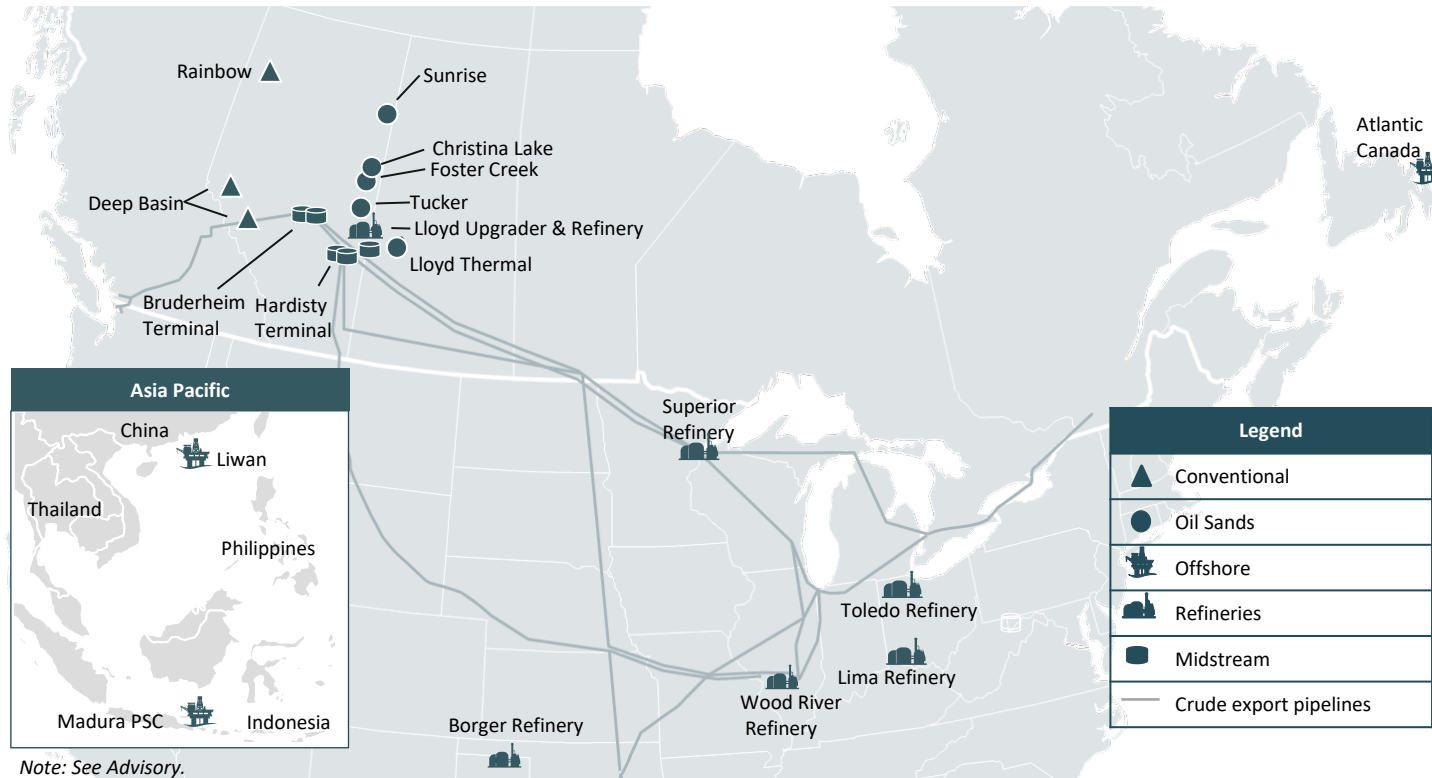 Rainbow
Sunrise
Christina Lake
Foster Creek
Deep Basin
Tucker
Lloyd Upgrader & Refinery
Lloyd Thermal
Bruderheim
Terminal
Hardisty
Terminal
Atlantic
Canada
Superior
Refinery
Toledo Refinery
Lima Refinery
Wood River
Refinery
Borger Refinery
Asia Pacific
China
Liwan
Thailand
Philippines
Madura PSC
Indonesia
Legend
Conventional
Oil Sands
Offshore
Refineries
Midstream
Crude export pipelines
Note: See Advisory.